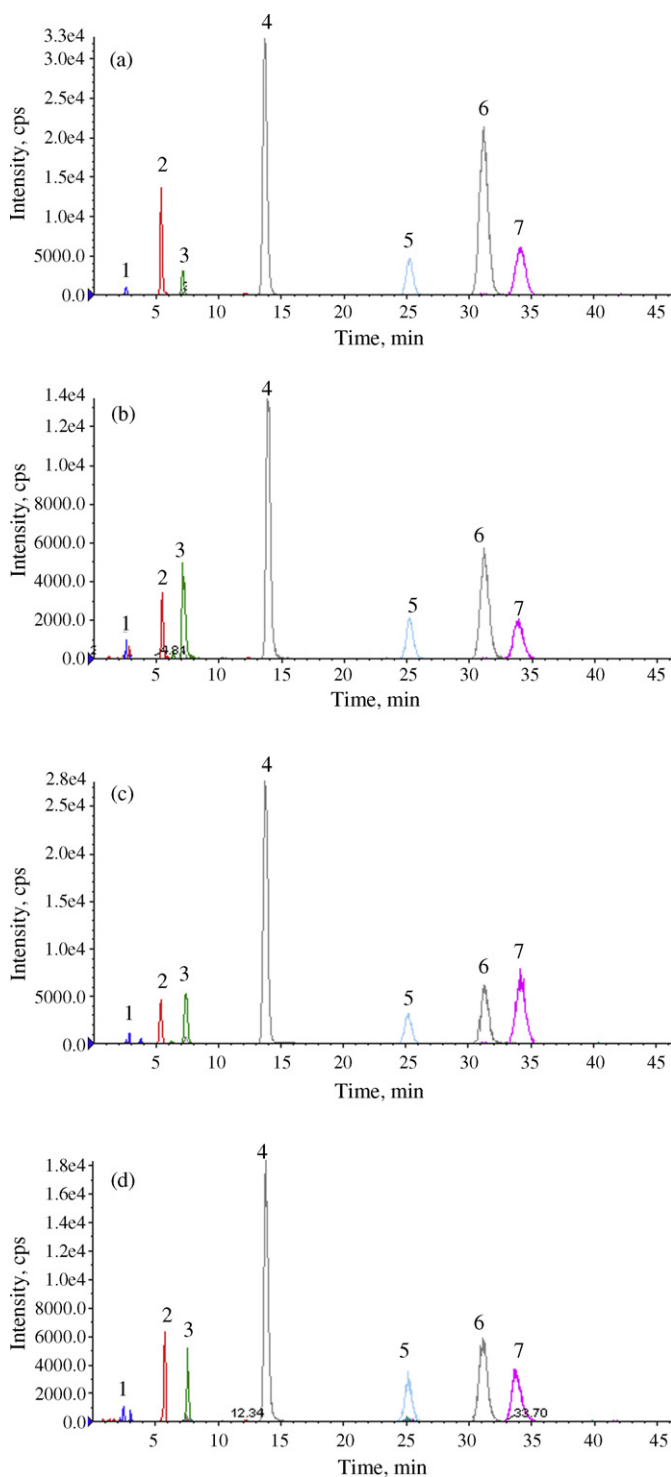 4
3.3e4
3.0e4
(a)
6
2.0e4
2
1.5e4
1.0e4
5 7
3
5000.0
1
0.0
5 10 15 20 25 30 35 40 45
Time, min
Intensity, cps
4
1.4e4
(b)
1.2e4
1.0e4
8000.0
6
6000.0
3
2
4000.0
5 7
1
2000.0
4.84
0.0
5 10 15 20 25 30 35 40 45
Time, min
Intensity, cps
4
2.8e4
(c)
2.5e4
2.0e4
1.5e4
1.0e4
7
6
2 3
5
5000.0
1
0.0
5 10 15 20 25 30 35 40 45
Time, min
Intensity, cps
4
1.8e4
(d)
1.6e4
1.4e4
1.2e4
1.0e4
8000.0
2
6
3
6000.0
5 7
4000.0
1
2000.0
12.34 33.70
0.0
5 10 15 20 25 30 35 40 45
Time, min
Intensity, cps